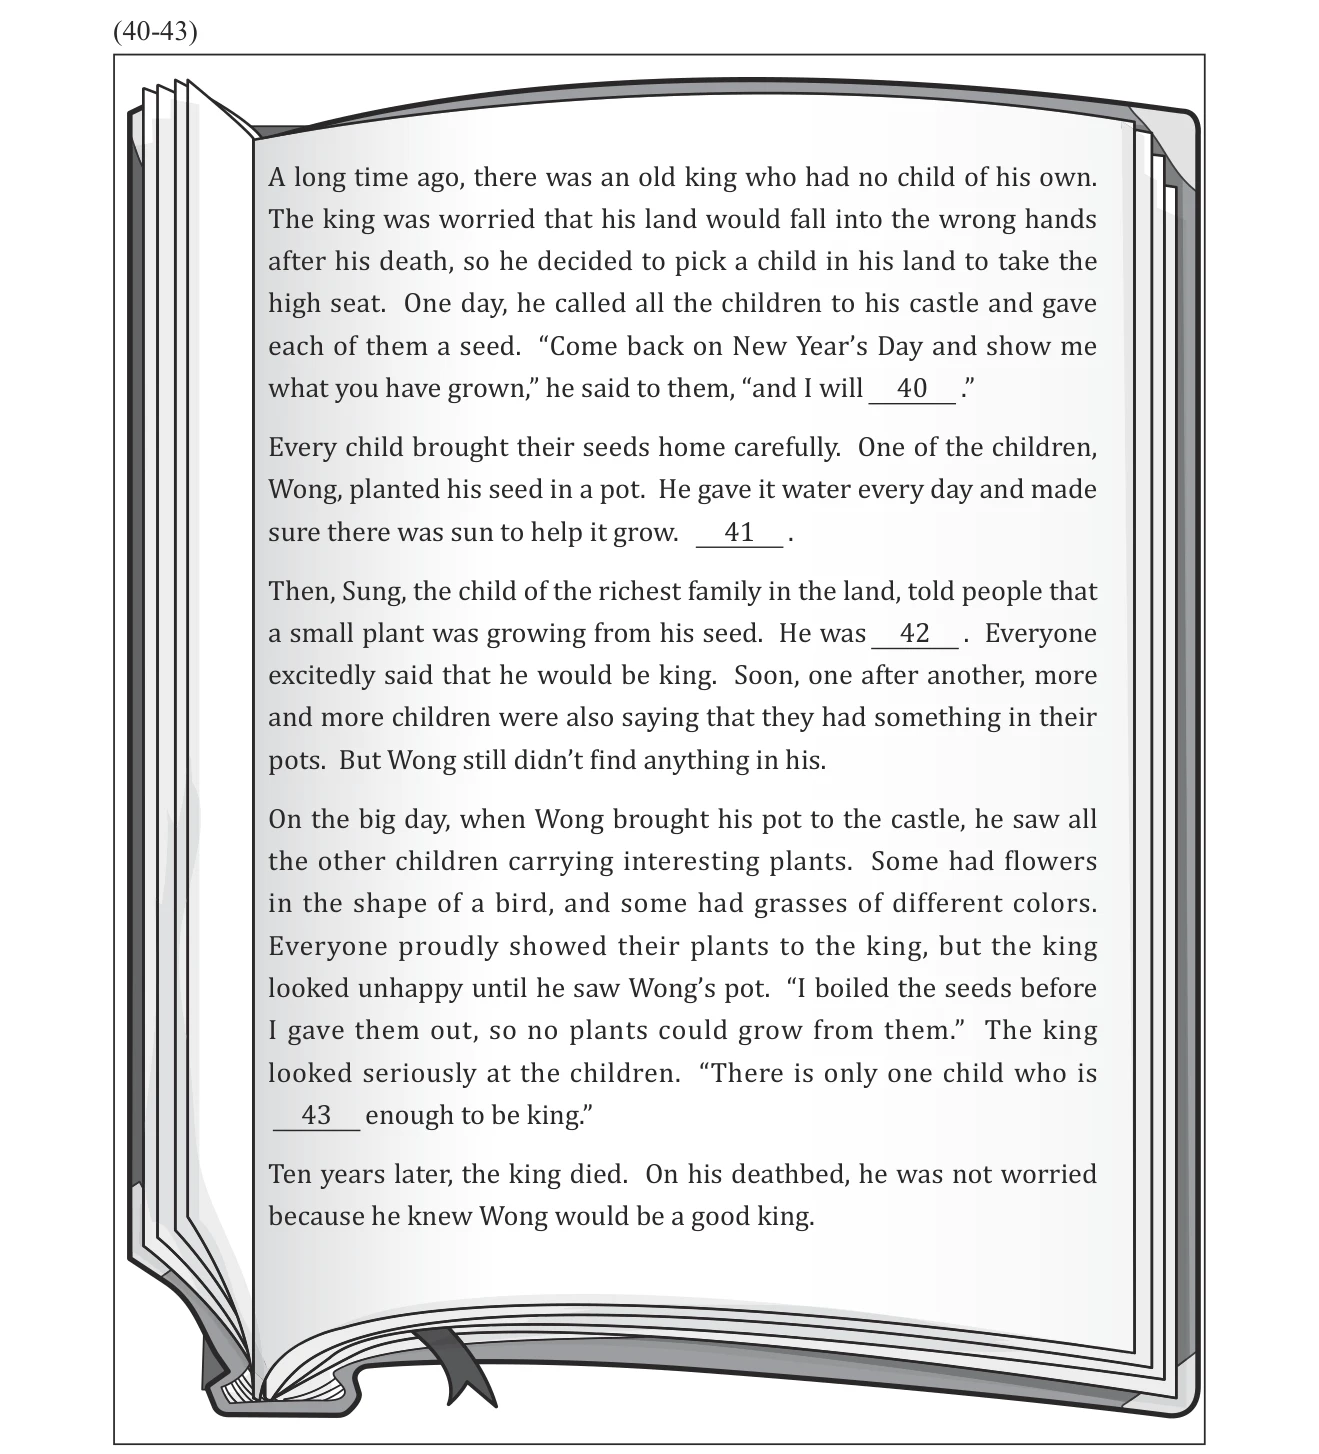 (40-43)
A long time ago, there was an old king who had no child of his own.
The king was worried that his land would fall into the wrong hands
after his death, so he decided to pick a child in his land to take the
high seat.  One day, he called all the children to his castle and gave
each of them a seed.  “Come back on New Year’s Day and show me
what you have grown,” he said to them, “and I will 40 .”
Every child brought their seeds home carefully.  One of the children,
Wong, planted his seed in a pot.  He gave it water every day and made
sure there was sun to help it grow.  41 .
Then, Sung, the child of the richest family in the land, told people that
a small plant was growing from his seed.  He was 42 .  Everyone
excitedly said that he would be king.  Soon, one after another, more
and more children were also saying that they had something in their
pots.  But Wong still didn’t find anything in his.
On the big day, when Wong brought his pot to the castle, he saw all
the other children carrying interesting plants.  Some had flowers
in the shape of a bird, and some had grasses of different colors.
Everyone proudly showed their plants to the king, but the king
looked unhappy until he saw Wong’s pot.  “I boiled the seeds before
I gave them out, so no plants could grow from them.”  The king
looked seriously at the children.  “There is only one child who is
43 enough to be king.”
Ten years later, the king died.  On his deathbed, he was not worried
because he knew Wong would be a good king.